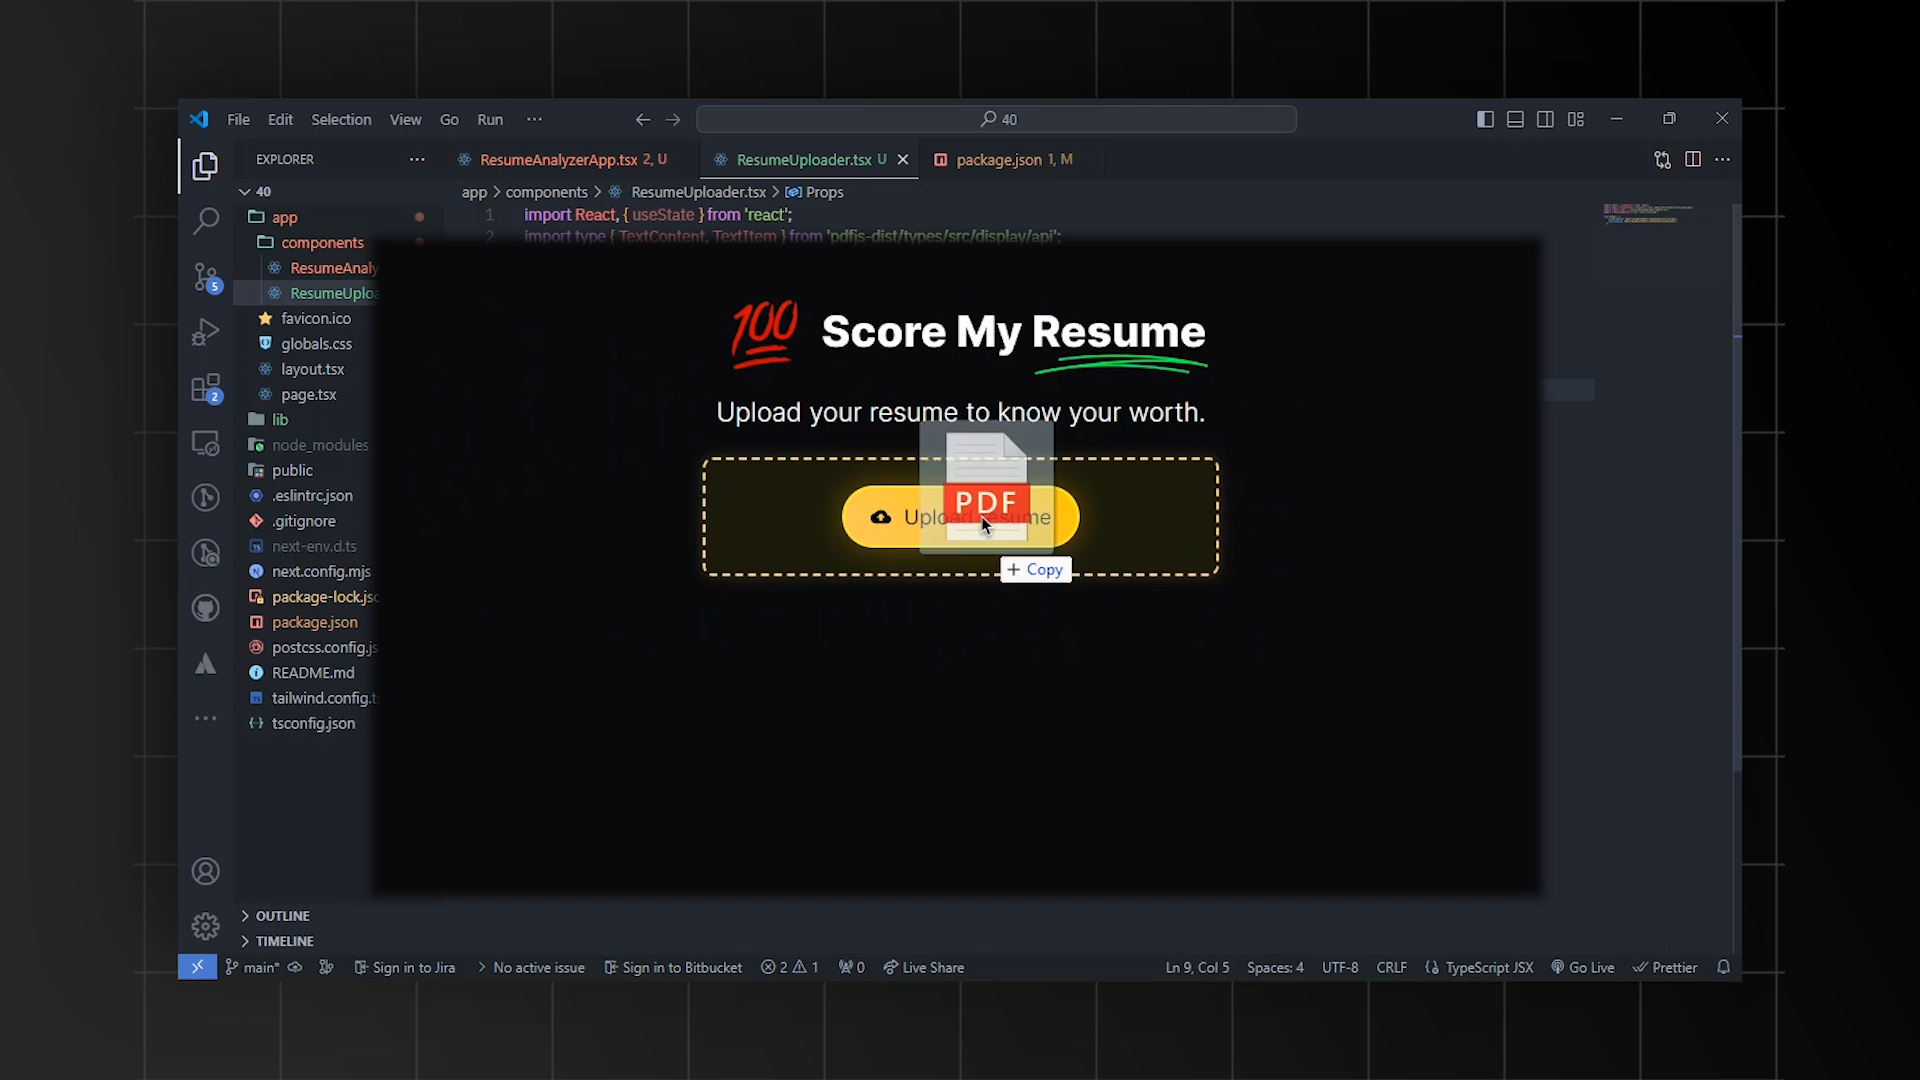 File Edit Selection View Go Run ··· 40
EXPLORER ···
ResumeAnalyzerApp.tsx 2, U
ResumeUploader.tsx U
package.json 1, M
40
app > components > ResumeUploader.tsx > Props
1 import React, { useState } from 'react';
2 import type { TextContent, TextItem } from 'pdfjs-dist/types/src/display/api';
app
components
ResumeAnaly
ResumeUploa
favicon.ico
globals.css
layout.tsx
page.tsx
lib
node_modules
public
.eslintrc.json
.gitignore
next-env.d.ts
next.config.mjs
package-lock.jsc
package.json
postcss.config.js
README.md
tailwind.config.t
tsconfig.json
5
2
100 Score My Resume
Upload your resume to know your worth.
Upload resume
PDF
+ Copy
OUTLINE
TIMELINE
main* Sign in to Jira No active issue Sign in to Bitbucket 2 1 0 Live Share Ln 9, Col 5 Spaces: 4 UTF-8 CRLF TypeScript JSX Go Live Prettier